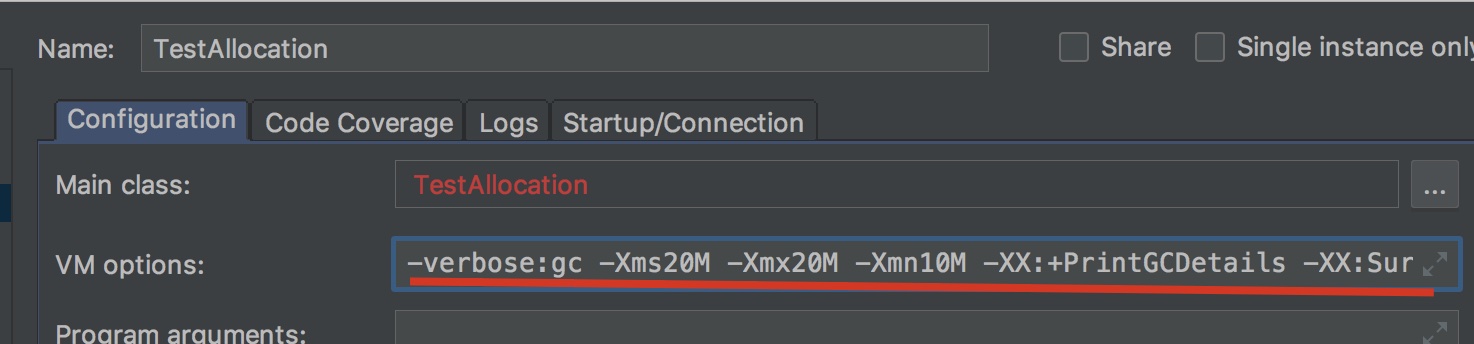 Name: TestAllocation Share Single instance only
Configuration Code Coverage Logs Startup/Connection
Main class: TestAllocation ...
VM options: -verbose:gc -Xms20M -Xmx20M -Xmn10M -XX:+PrintGCDetails -XX:Sur
Program arguments: